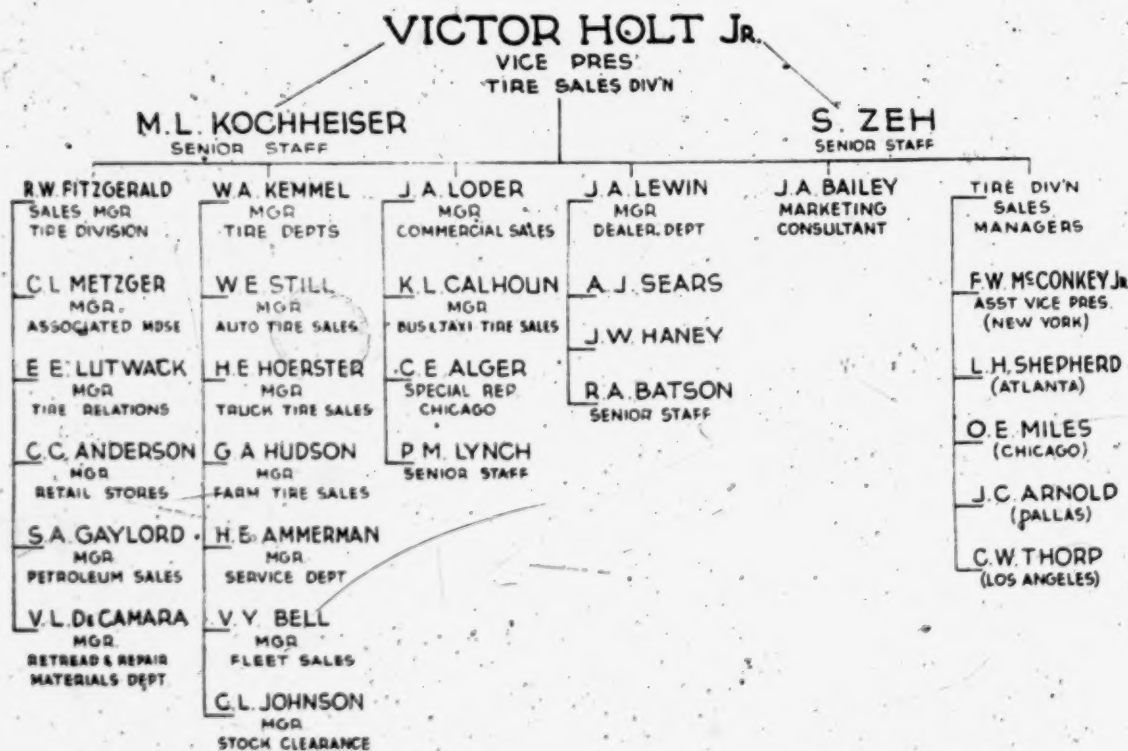 VICTOR HOLT JR.
VICE PRES'
TIRE SALES DIV'N
M.L. KOCHHEISER
SENIOR STAFF
S. ZEH
SENIOR STAFF
R.W. FITZGERALD
SALES MGR
TIRE DIVISION
C.L METZGER
MGR.
ASSOCIATED MDSE
E E. LUTWACK
MGR
TIRE RELATIONS
C.C. ANDERSON
MGR
RETAIL STORES
S.A. GAYLORD
MGR
PETROLEUM SALES
V.L. DE CAMARA
MGR.
RETREAD & REPAIR
MATERIALS DEPT
W.A. KEMMEL
MGR
TIRE DEPTS
W.E STILL
MGR
AUTO TIRE SALES
H.E HOERSTER
MGR
TRUCK TIRE SALES
G.A HUDSON
MGR
FARM TIRE SALES
H.E. AMMERMAN
MGR.
SERVICE DEPT
V.Y BELL
MGR
FLEET SALES
C.L. JOHNSON
MGR
STOCK CLEARANCE
J.A. LODER
MGR
COMMERCIAL SALES
K.L. CALHOUN
MGR
BUS & TAXI TIRE SALES
C.E ALGER
SPECIAL REP
CHICAGO
P M. LYNCH
SENIOR STAFF
J.A. LEWIN
MGR
DEALER DEPT
A.J. SEARS
J.W. HANEY
R.A. BATSON
SENIOR STAFF
J.A. BAILEY
MARKETING
CONSULTANT
TIRE DIV'N
SALES
MANAGERS
F.W. McCONKEY JR
ASST VICE PRES.
(NEW YORK)
L.H. SHEPHERD
(ATLANTA)
O.E. MILES
(CHICAGO)
J.C. ARNOLD
(DALLAS)
C.W. THORP
(LOS ANGELES)